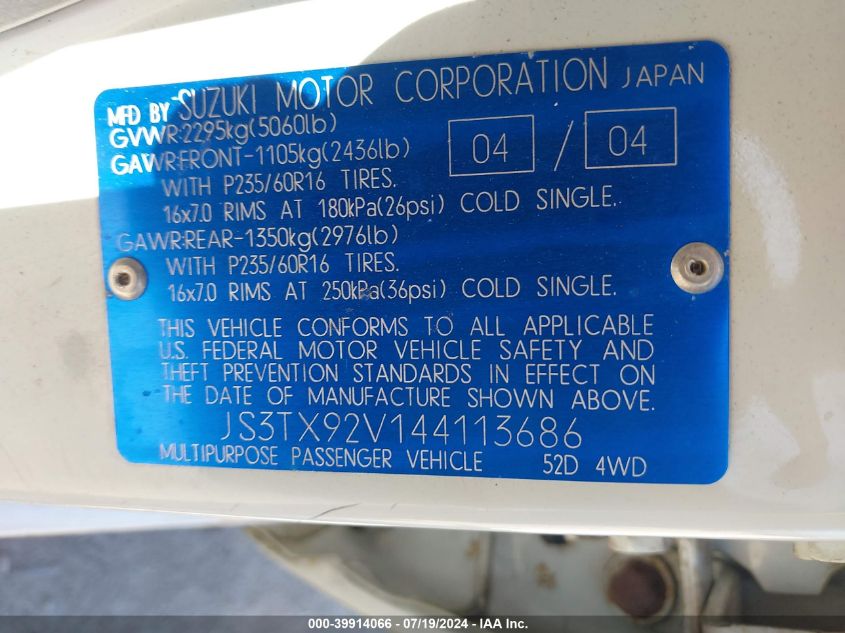 MFD BY SUZUKI MOTOR CORPORATION JAPAN
GVWR:2295kg(5060lb)
04 / 04
GAWR:FRONT-1105kg(2436lb)
WITH P235/60R16 TIRES.
16x7.0 RIMS AT 180kPa(26psi) COLD SINGLE.
GAWR:REAR-1350kg(2976lb)
WITH P235/60R16 TIRES.
16x7.0 RIMS AT 250kPa(36psi) COLD SINGLE.
THIS VEHICLE CONFORMS TO ALL APPLICABLE
U.S. FEDERAL MOTOR VEHICLE SAFETY AND
THEFT PREVENTION STANDARDS IN EFFECT ON
THE DATE OF MANUFACTURE SHOWN ABOVE.
JS3TX92V144113686
MULTIPURPOSE PASSENGER VEHICLE 52D 4WD
000-39914066 - 07/19/2024 - IAAI Inc.